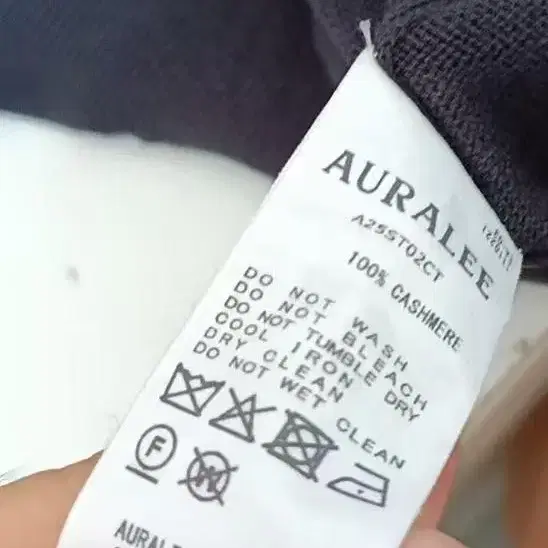 AURALEE
A25ST02CT
100% CASHMERE
DO NOT WASH
DO NOT BLEACH
DO NOT TUMBLE DRY
COOL IRON
DRY CLEAN
DO NOT WET CLEAN
F
W